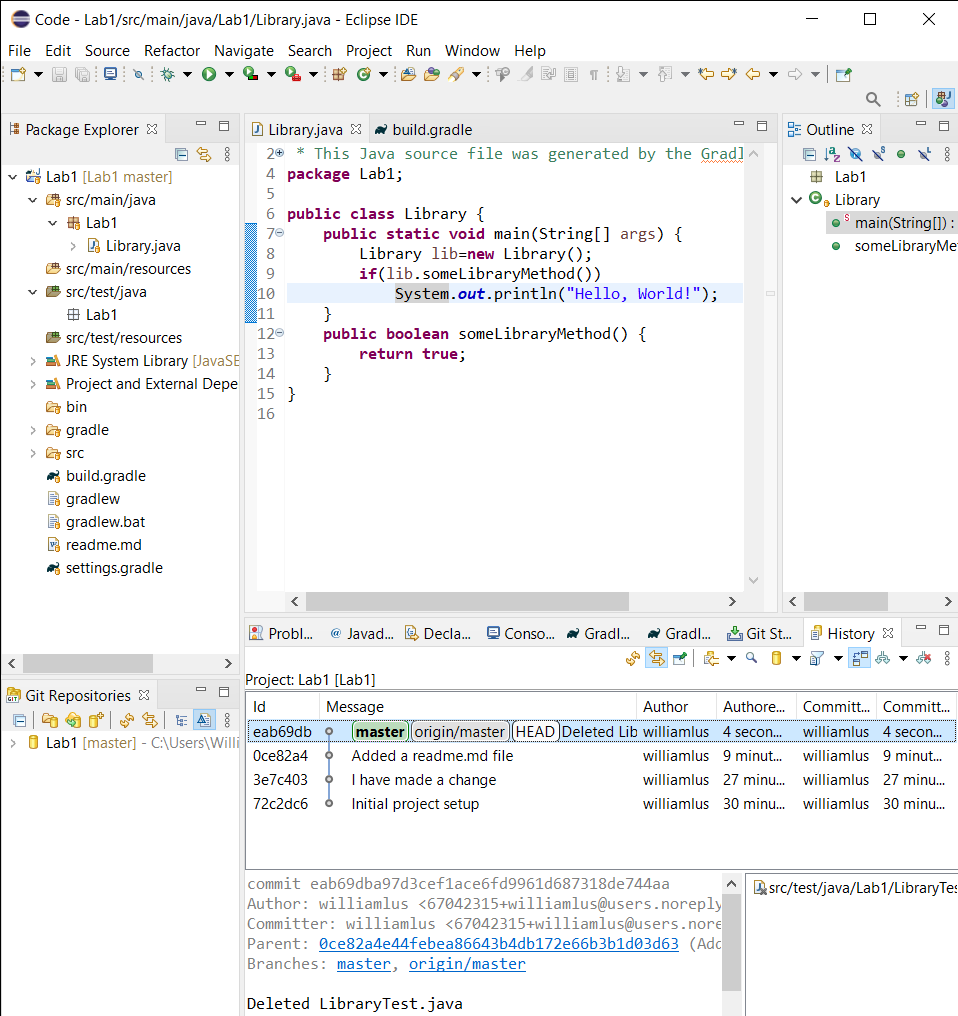 Code - Lab1/src/main/java/Lab1/Library.java - Eclipse IDE
File Edit Source Refactor Navigate Search Project Run Window Help
Package Explorer
Lab1 [Lab1 master]
src/main/java
Lab1
Library.java
src/main/resources
src/test/java
Lab1
src/test/resources
JRE System Library [JavaSE
Project and External Depe
bin
gradle
src
build.gradle
gradlew
gradlew.bat
readme.md
settings.gradle
Library.java build.gradle
2 * This Java source file was generated by the Gradl
4 package Lab1;
5
6 public class Library {
7 public static void main(String[] args) {
8 Library lib=new Library();
9 if(lib.someLibraryMethod())
10 System.out.println("Hello, World!");
11 }
12 public boolean someLibraryMethod() {
13 return true;
14 }
15 }
16
Outline
Lab1
Library
main(String[]) :
someLibraryMe
Git Repositories
Lab1 [master] - C:\Users\Willi
Probl... Javad... Decla... Conso... Gradl... Gradl... Git St... History
Project: Lab1 [Lab1]
Id Message Author Authore... Committ... Committ...
eab69db master origin/master HEAD Deleted Lib williamlus 4 secon... williamlus 4 secon...
0ce82a4 Added a readme.md file williamlus 9 minut... williamlus 9 minut...
3e7c403 I have made a change williamlus 27 minu... williamlus 27 minu...
72c2dc6 Initial project setup williamlus 30 minu... williamlus 30 minu...
commit eab69dba97d3cef1ace6fd9961d687318de744aa
Author: williamlus <67042315+williamlus@users.noreply
Committer: williamlus <67042315+williamlus@users.nore
Parent: 0ce82a4e44febea86643b4db172e66b3b1d03d63 (Adc
Branches: master, origin/master
Deleted LibraryTest.java
src/test/java/Lab1/LibraryTes